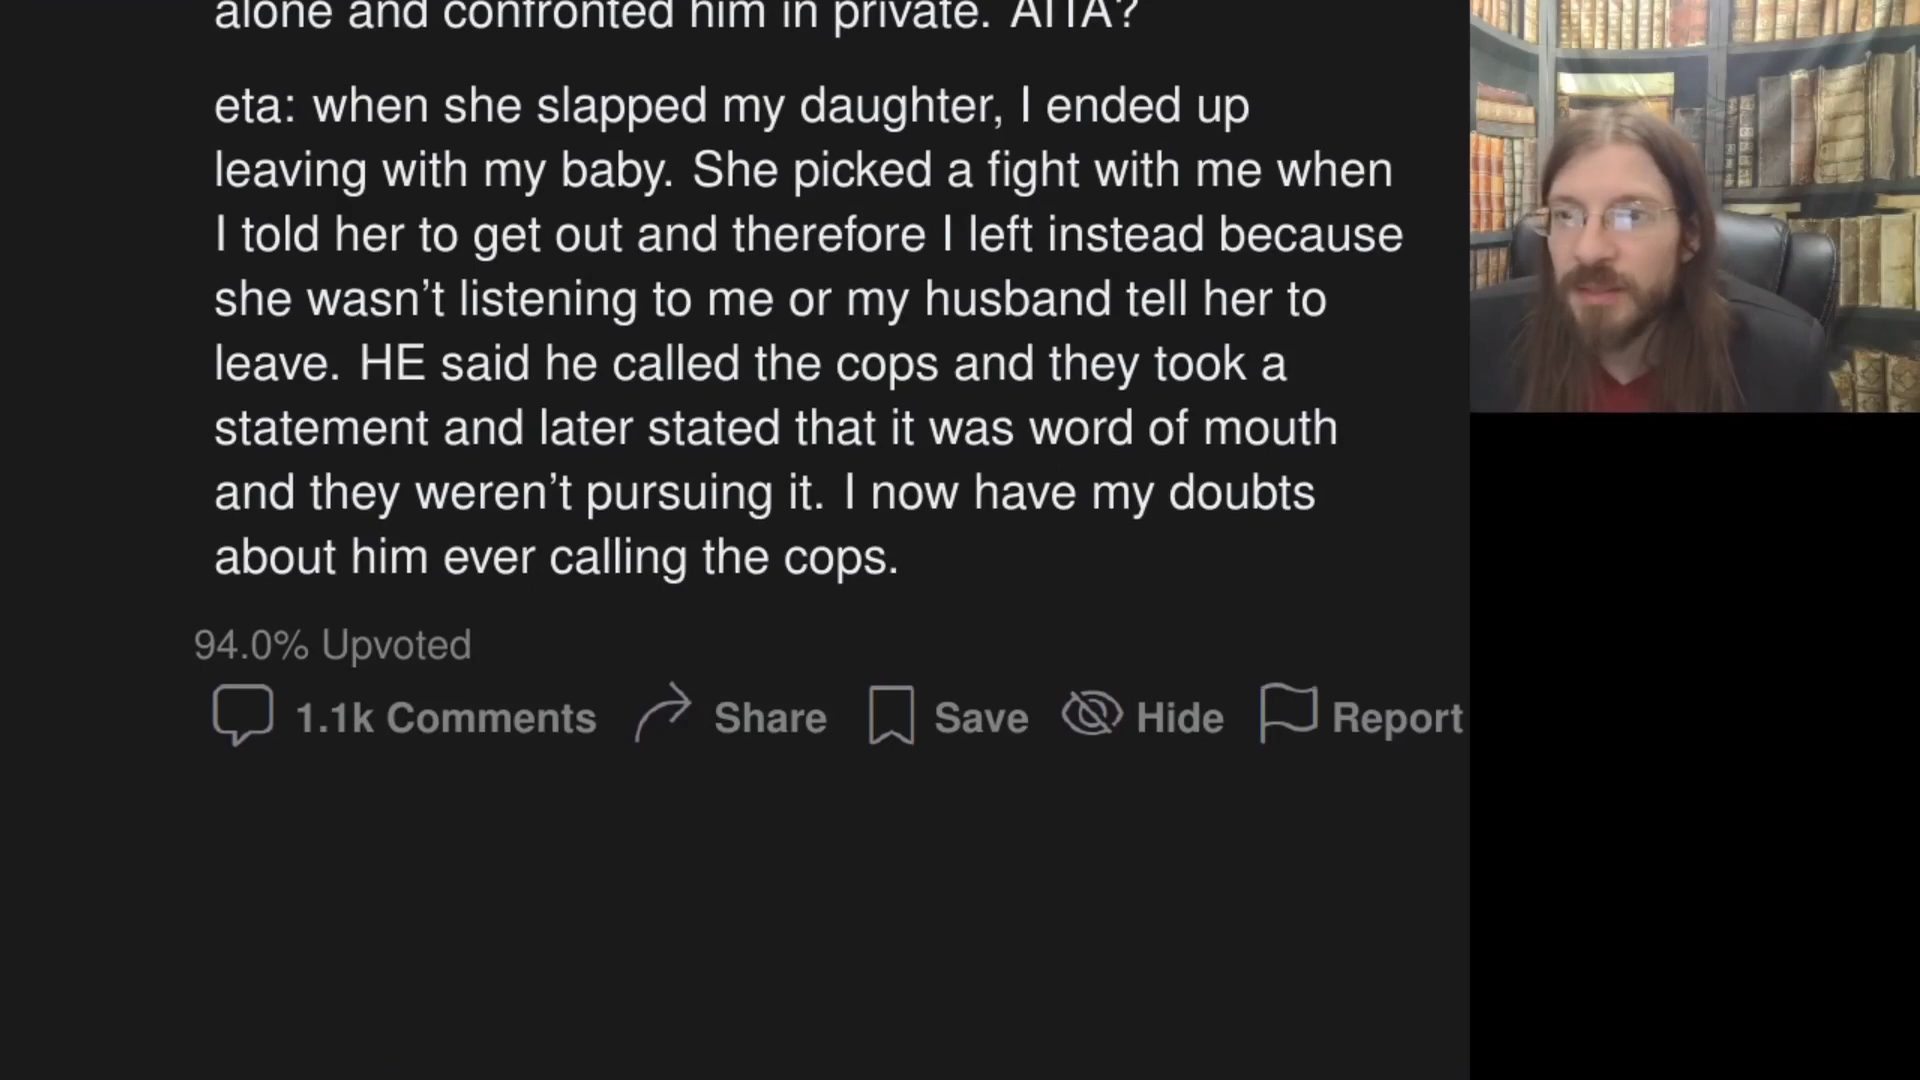 alone and confronted him in private. AITA?
eta: when she slapped my daughter, I ended up
leaving with my baby. She picked a fight with me when
I told her to get out and therefore I left instead because
she wasn’t listening to me or my husband tell her to
leave. HE said he called the cops and they took a
statement and later stated that it was word of mouth
and they weren’t pursuing it. I now have my doubts
about him ever calling the cops.
94.0% Upvoted
1.1k Comments Share Save Hide Report